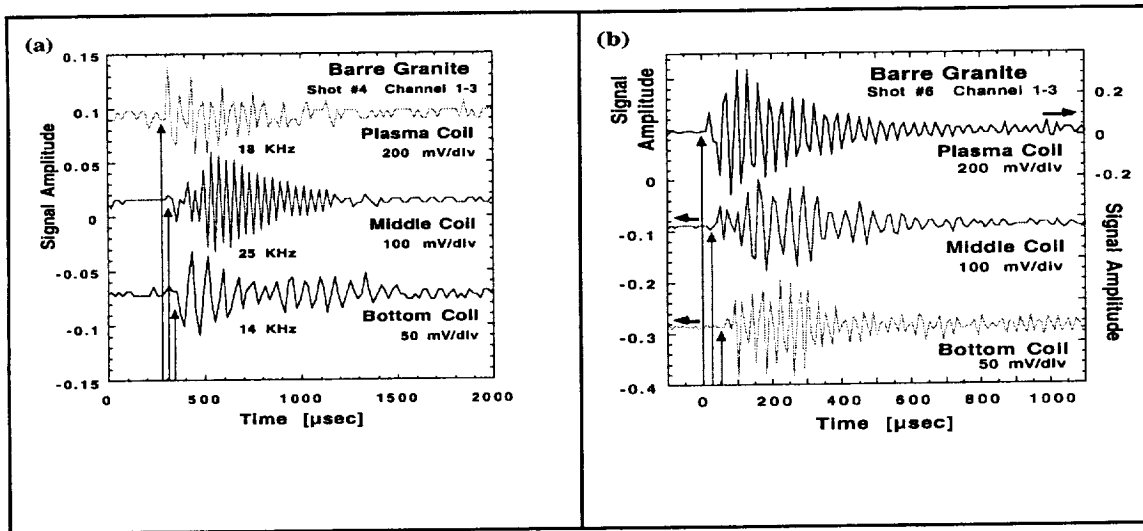 (a)
0.15
0.1
0.05
0
-0.05
-0.1
-0.15
Signal Amplitude
Barre Granite
Shot #4 Channel 1-3
Plasma Coil
18 KHz
200 mV/div
Middle Coil
25 KHz
100 mV/div
Bottom Coil
14 KHz
50 mV/div
0 500 1000 1500 2000
Time [µsec]
(b)
Signal
Amplitude
0
-0.1
-0.2
-0.3
-0.4
Barre Granite
Shot #6 Channel 1-3
0.2
0
-0.2
Signal Amplitude
Plasma Coil
200 mV/div
Middle Coil
100 mV/div
Bottom Coil
50 mV/div
0 200 400 600 800 1000
Time [µsec]